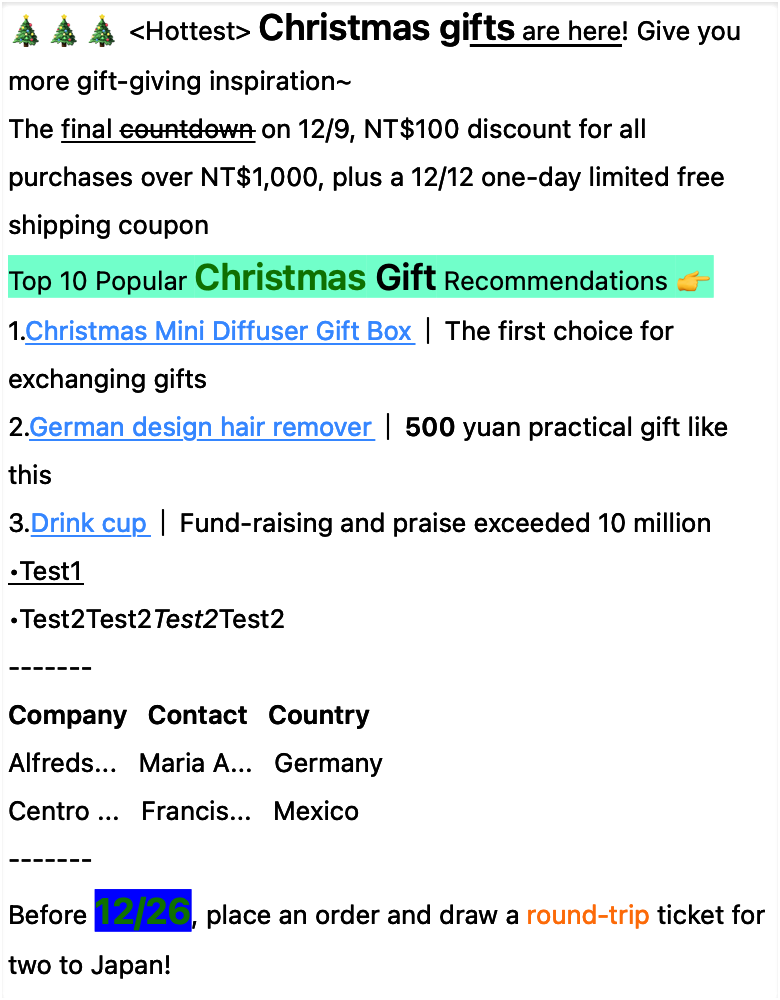 🎄🎄🎄 <Hottest> Christmas gifts are here! Give you
more gift-giving inspiration~
The final countdown on 12/9, NT$100 discount for all
purchases over NT$1,000, plus a 12/12 one-day limited free
shipping coupon
Top 10 Popular Christmas Gift Recommendations 👉
1.Christmas Mini Diffuser Gift Box | The first choice for
exchanging gifts
2.German design hair remover | 500 yuan practical gift like
this
3.Drink cup | Fund-raising and praise exceeded 10 million
•Test1
•Test2Test2Test2Test2
-------
Company Contact Country
Alfreds... Maria A... Germany
Centro ... Francis... Mexico
-------
Before 12/26, place an order and draw a round-trip ticket for
two to Japan!